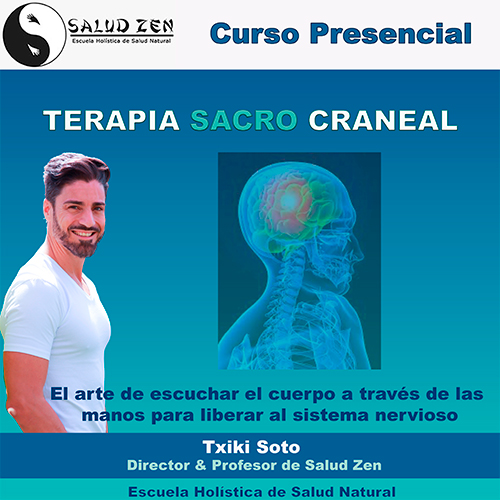 SALUD ZEN
Escuela Holística de Salud Natural
Curso Presencial
TERAPIA SACRO CRANEAL
El arte de escuchar el cuerpo a través de las
manos para liberar al sistema nervioso
Txiki Soto
Director & Profesor de Salud Zen
Escuela Holística de Salud Natural